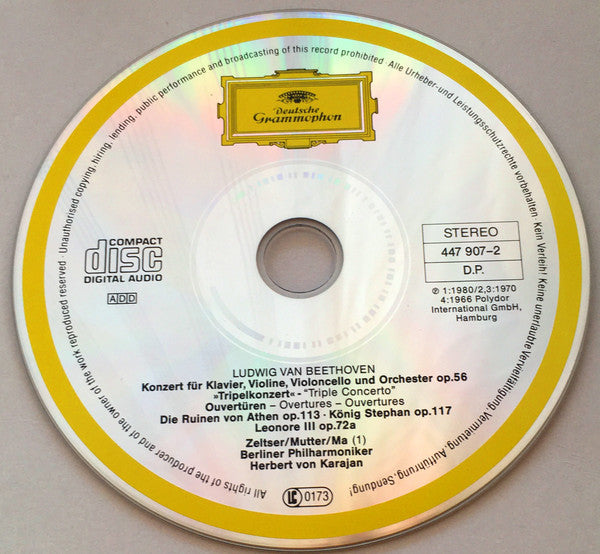 Unauthorised copying, hiring, lending, public performance and broadcasting of this record prohibited · Alle Urheber- und Leistungsschutzrechte vorbehalten. Kein Verleih! Keine unerlaubte Vervielfältigung, Vermietung, Aufführung, Sendung!
All rights of the producer and of the owner of the work reproduced reserved ·
Deutsche
Grammophon
COMPACT
disc
DIGITAL AUDIO
ADD
STEREO
447 907-2
D.P.
℗ 1:1980/2,3:1970
4:1966 Polydor
International GmbH,
Hamburg
LUDWIG VAN BEETHOVEN
Konzert für Klavier, Violine, Violoncello und Orchester op.56
»Tripelkonzert« - “Triple Concerto”
Ouvertüren – Overtures – Ouvertures
Die Ruinen von Athen op.113 · König Stephan op.117
Leonore III op.72a
Zeltser/Mutter/Ma (1)
Berliner Philharmoniker
Herbert von Karajan
LC 0173